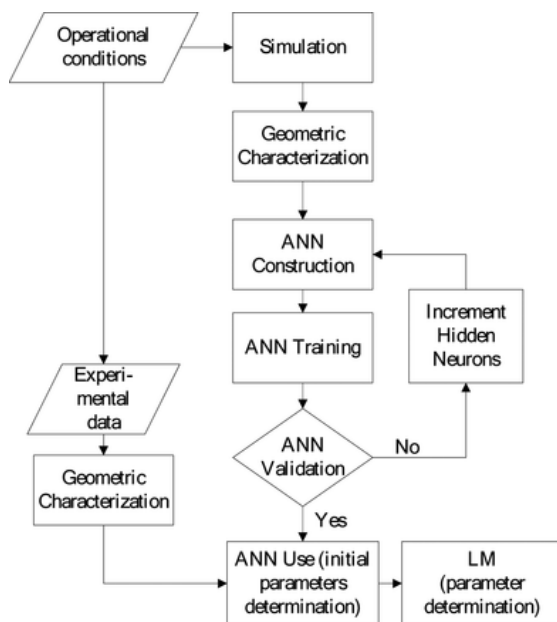 Operational
conditions
Simulation
Geometric
Characterization
ANN
Construction
Increment
Hidden
Neurons
ANN Training
Experi-
mental
data
ANN
Validation
No
Geometric
Characterization
Yes
ANN Use (initial
parameters
determination)
LM
(parameter
determination)